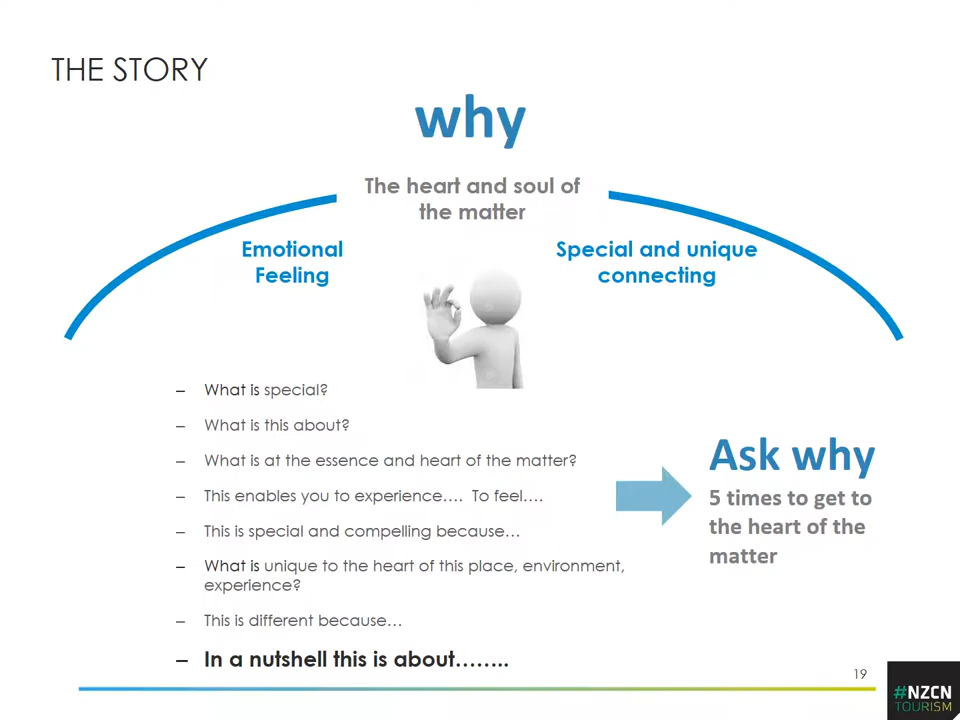 THE STORY
why
The heart and soul of
the matter
Emotional
Feeling
Special and unique
connecting
– What is special?
– What is this about?
– What is at the essence and heart of the matter?
– This enables you to experience…. To feel….
– This is special and compelling because…
– What is unique to the heart of this place, environment,
experience?
– This is different because…
– In a nutshell this is about……..
Ask why
5 times to get to
the heart of the
matter
19
#NZCN
TOURISM